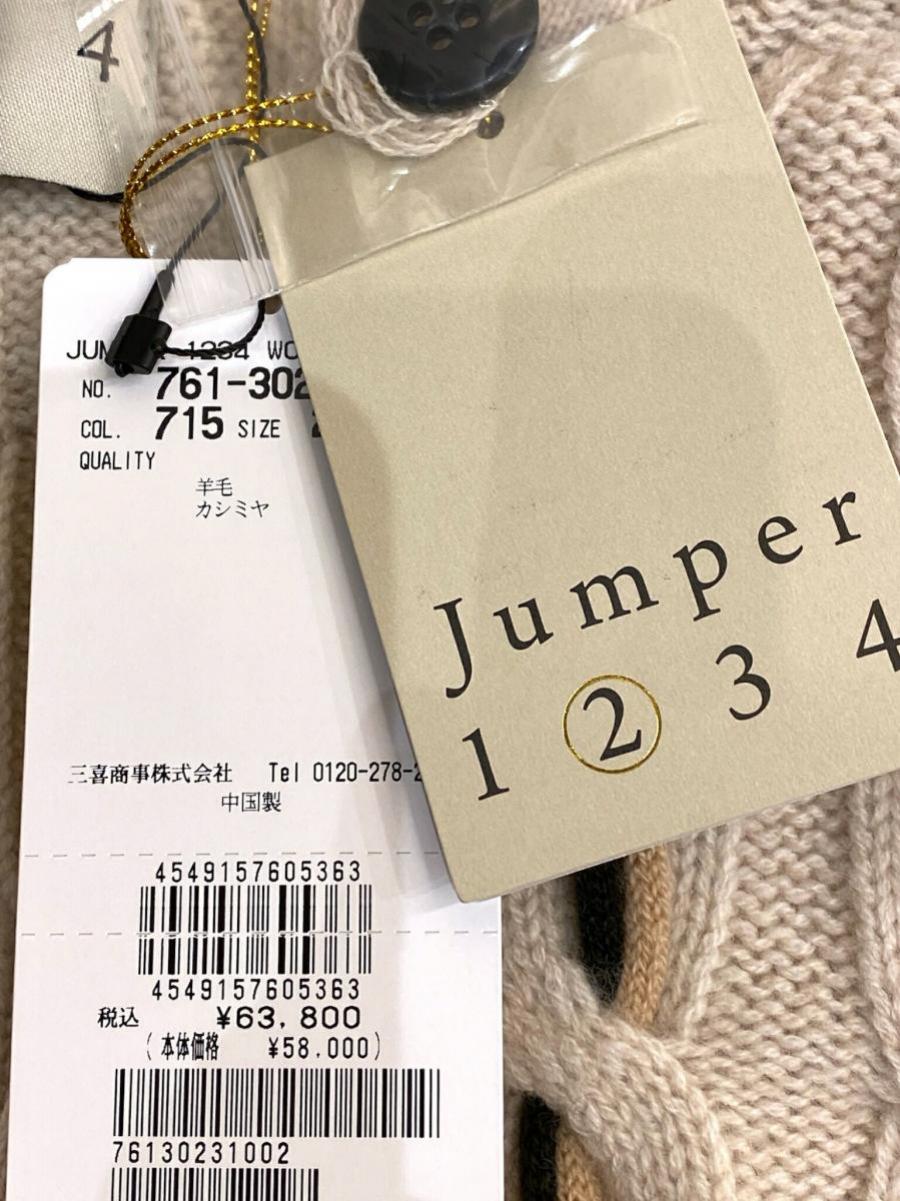 4
1234
NO. 761-302
COL. 715 SIZE
QUALITY
羊毛
カシミヤ
三喜商事株式会社 Tel 0120-278-
中国製
4549157605363
4549157605363
税込 ¥63,800
(本体価格 ¥58,000)
76130231002
Jumper
1 2 3 4